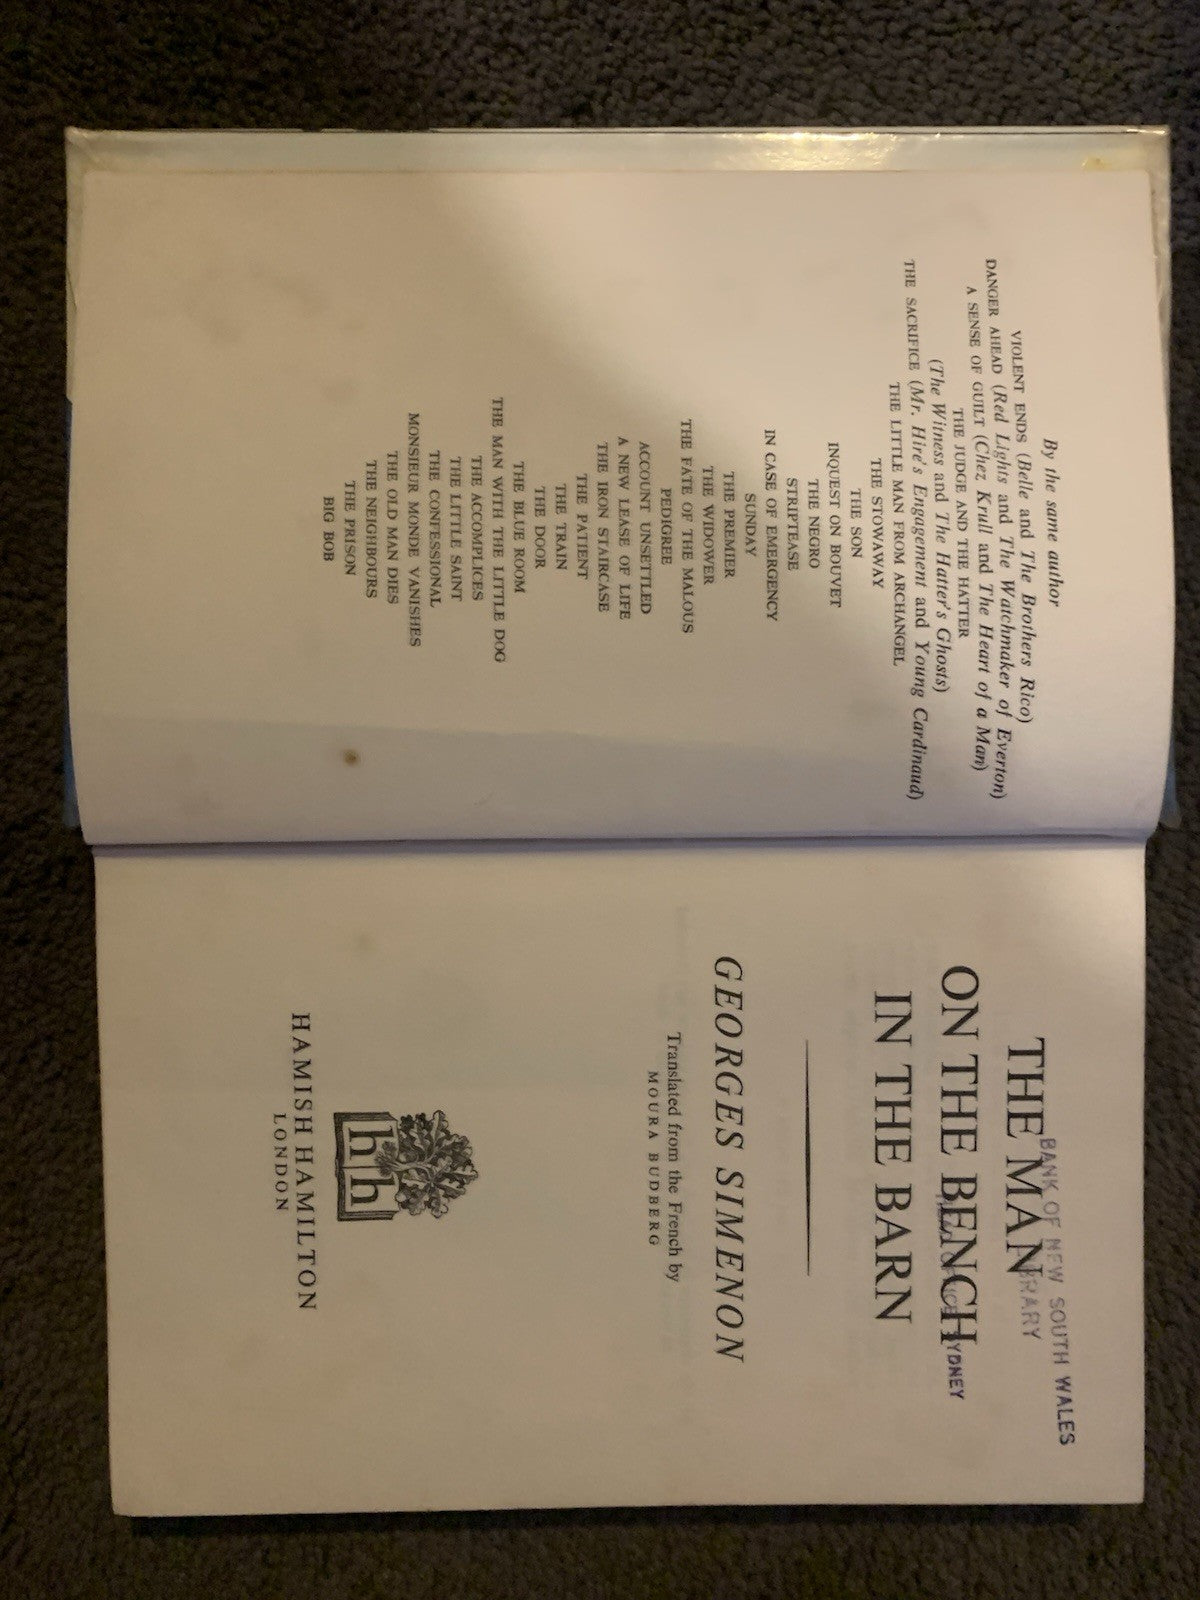 By the same author
VIOLENT ENDS (Belle and The Brothers Rico)
DANGER AHEAD (Red Lights and The Watchmaker of Everton)
A SENSE OF GUILT (Chez Krull and The Heart of a Man)
THE JUDGE AND THE HATTER
(The Witness and The Hatter's Ghosts)
THE SACRIFICE (Mr. Hire's Engagement and Young Cardinaud)
THE LITTLE MAN FROM ARCHANGEL
THE STOWAWAY
THE SON
INQUEST ON BOUVET
THE NEGRO
STRIPTEASE
IN CASE OF EMERGENCY
SUNDAY
THE PREMIER
THE WIDOWER
THE FATE OF THE MALOUS
PEDIGREE
ACCOUNT UNSETTLED
A NEW LEASE OF LIFE
THE IRON STAIRCASE
THE PATIENT
THE TRAIN
THE DOOR
THE BLUE ROOM
THE MAN WITH THE LITTLE DOG
THE ACCOMPLICES
THE LITTLE SAINT
THE CONFESSIONAL
MONSIEUR MONDE VANISHES
THE OLD MAN DIES
THE NEIGHBOURS
THE PRISON
BIG BOB
BANK OF NEW SOUTH WALES
THE MAN
ON THE BENCH
SYDNEY
IN THE BARN
GEORGES SIMENON
Translated from the French by
MOURA BUDBERG
h h
HAMISH HAMILTON
LONDON